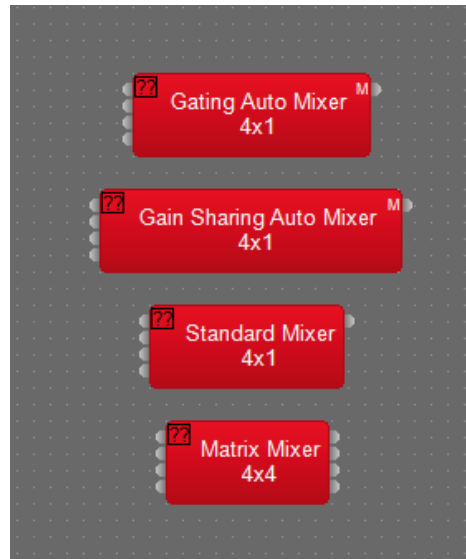 ?? M
Gating Auto Mixer
4x1
?? M
Gain Sharing Auto Mixer
4x1
??
Standard Mixer
4x1
??
Matrix Mixer
4x4